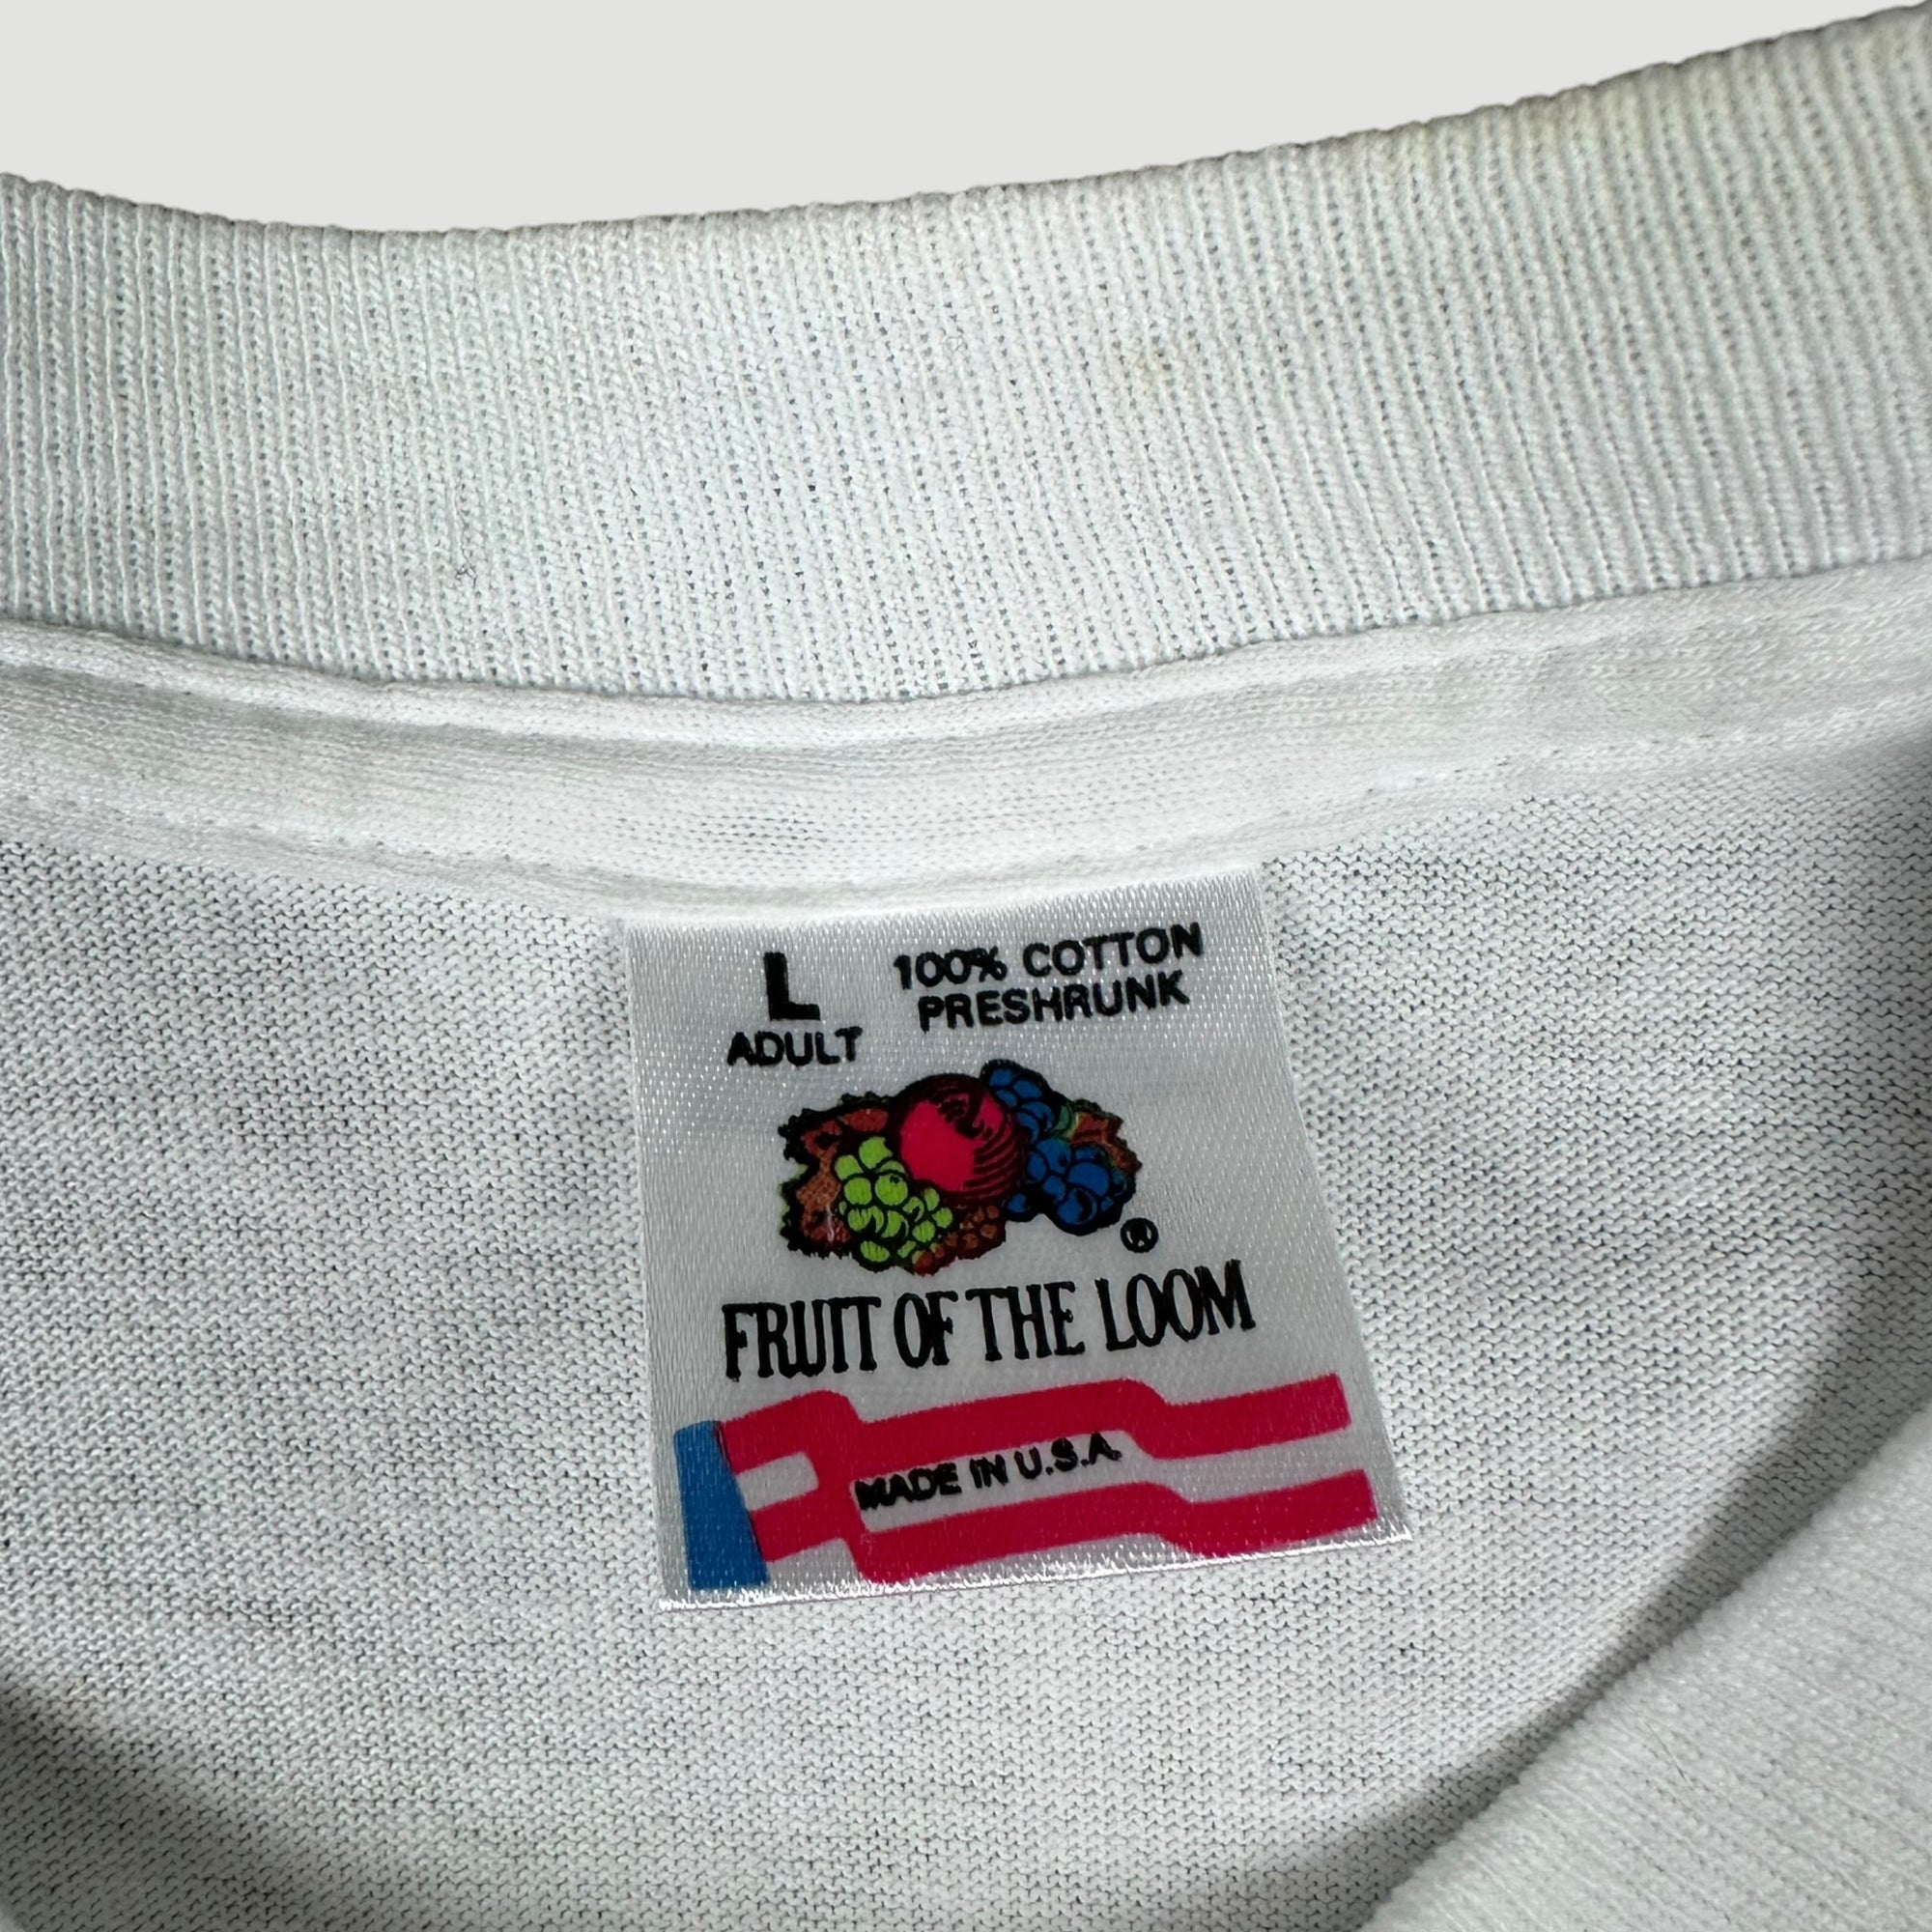 L
ADULT
100% COTTON
PRESHRUNK
®
FRUIT OF THE LOOM
MADE IN U.S.A.